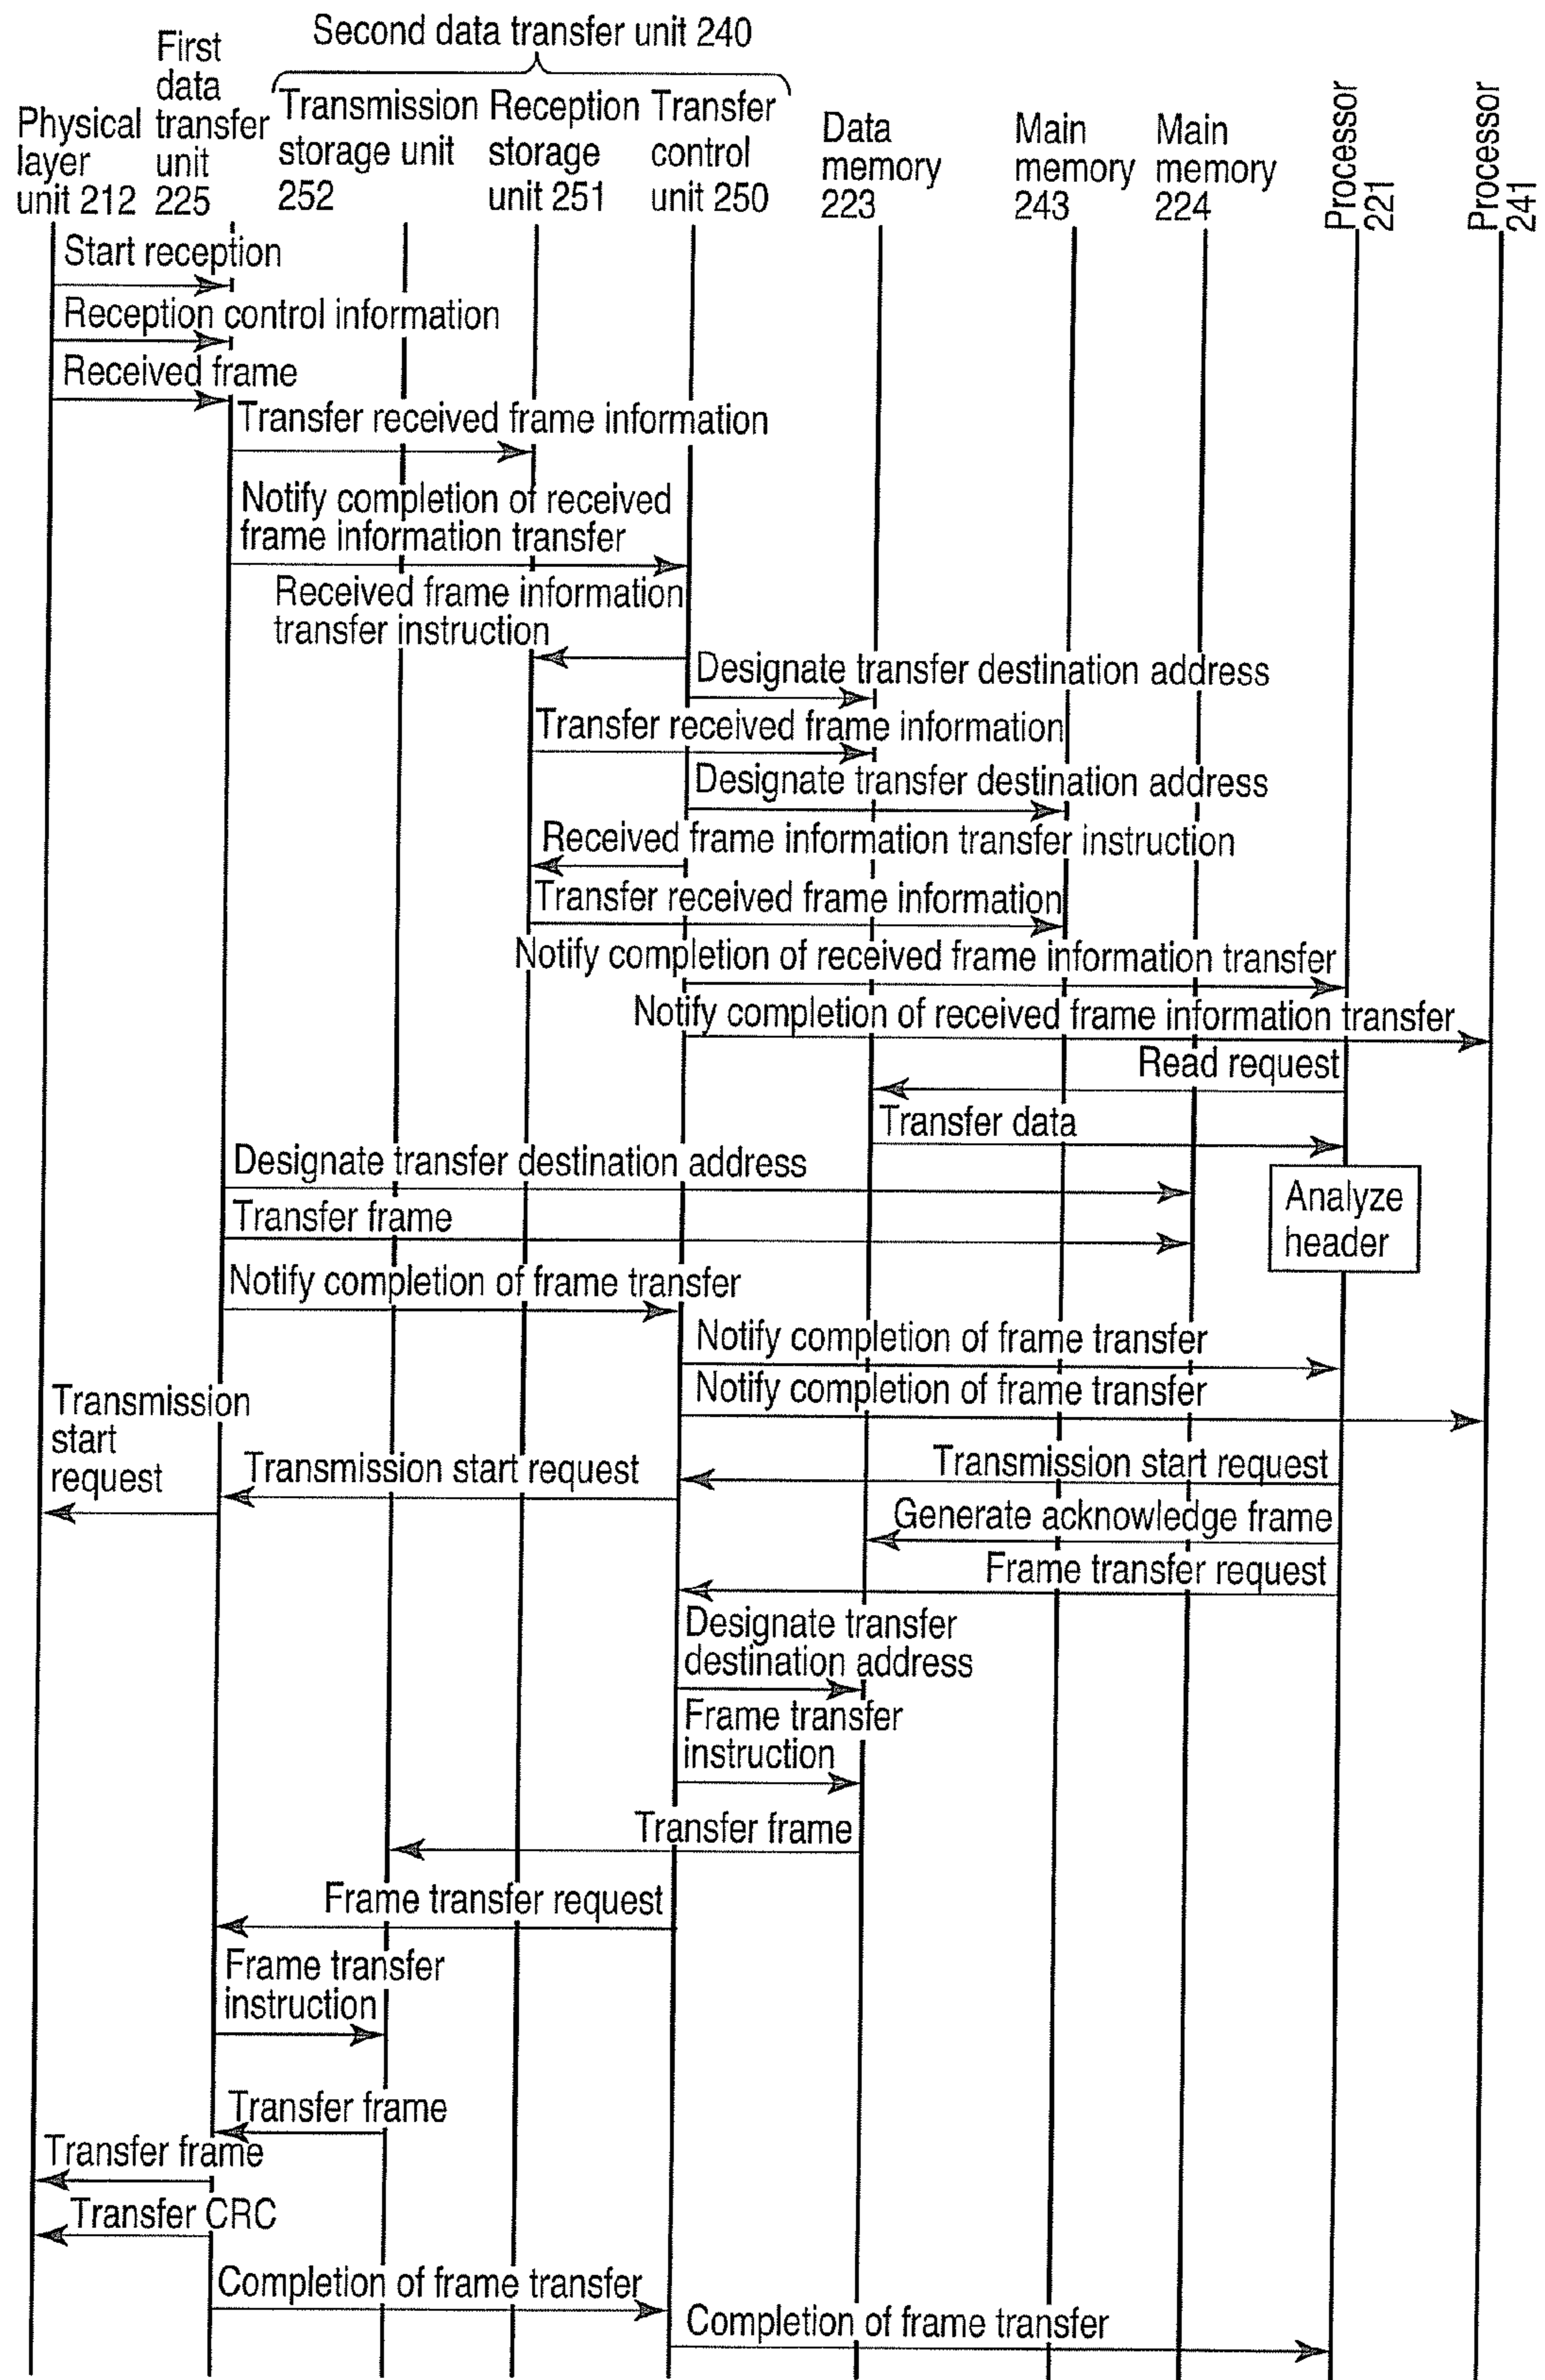 Second data transfer unit 240
First
data
transfer
unit
225
Physical
layer
unit 212
Transmission
storage unit
252
Reception
storage
unit 251
Transfer
control
unit 250
Data
memory
223
Main
memory
243
Main
memory
224
Processor
221
Processor
241
Start reception
Reception control information
Received frame
Transfer received frame information
Notify completion of received
frame information transfer
Received frame information
transfer instruction
Designate transfer destination address
Transfer received frame information
Designate transfer destination address
Received frame information transfer instruction
Transfer received frame information
Notify completion of received frame information transfer
Notify completion of received frame information transfer
Read request
Transfer data
Designate transfer destination address
Analyze
header
Transfer frame
Notify completion of frame transfer
Notify completion of frame transfer
Notify completion of frame transfer
Transmission
start
request
Transmission start request
Transmission start request
Generate acknowledge frame
Frame transfer request
Designate transfer
destination address
Frame transfer
instruction
Transfer frame
Frame transfer request
Frame transfer
instruction
Transfer frame
Transfer frame
Transfer CRC
Completion of frame transfer
Completion of frame transfer